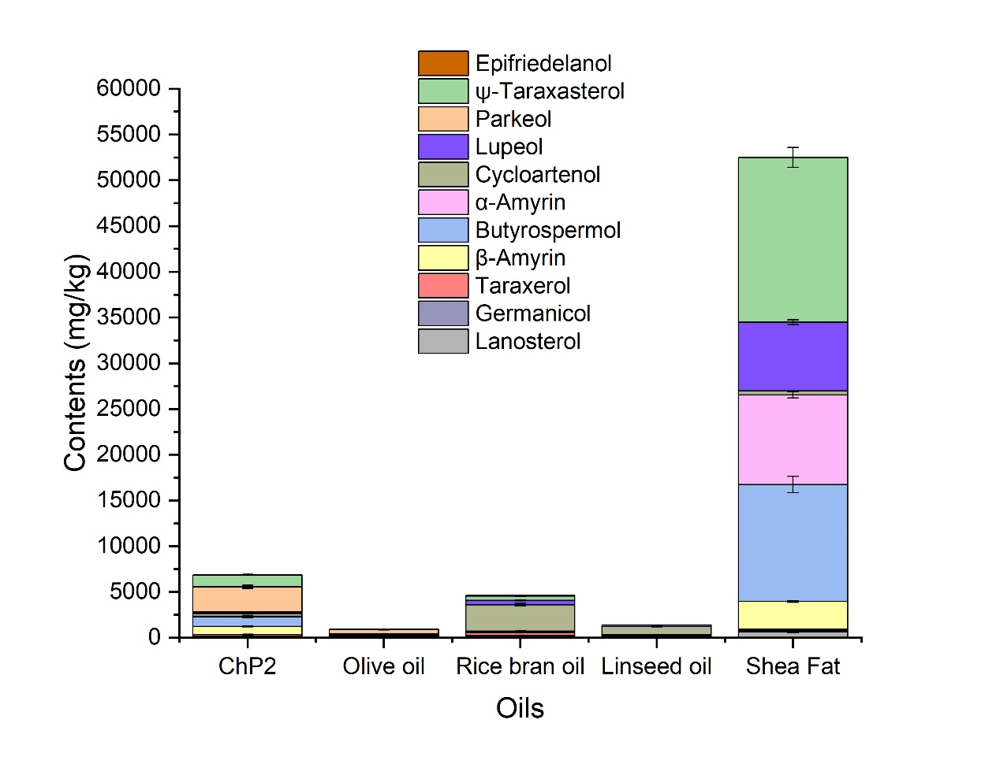 Epifriedelanol
ψ-Taraxasterol
Parkeol
Lupeol
Cycloartenol
α-Amyrin
Butyrospermol
β-Amyrin
Taraxerol
Germanicol
Lanosterol
Contents (mg/kg)
60000
55000
50000
45000
40000
35000
30000
25000
20000
15000
10000
5000
0
ChP2 Olive oil Rice bran oil Linseed oil Shea Fat
Oils